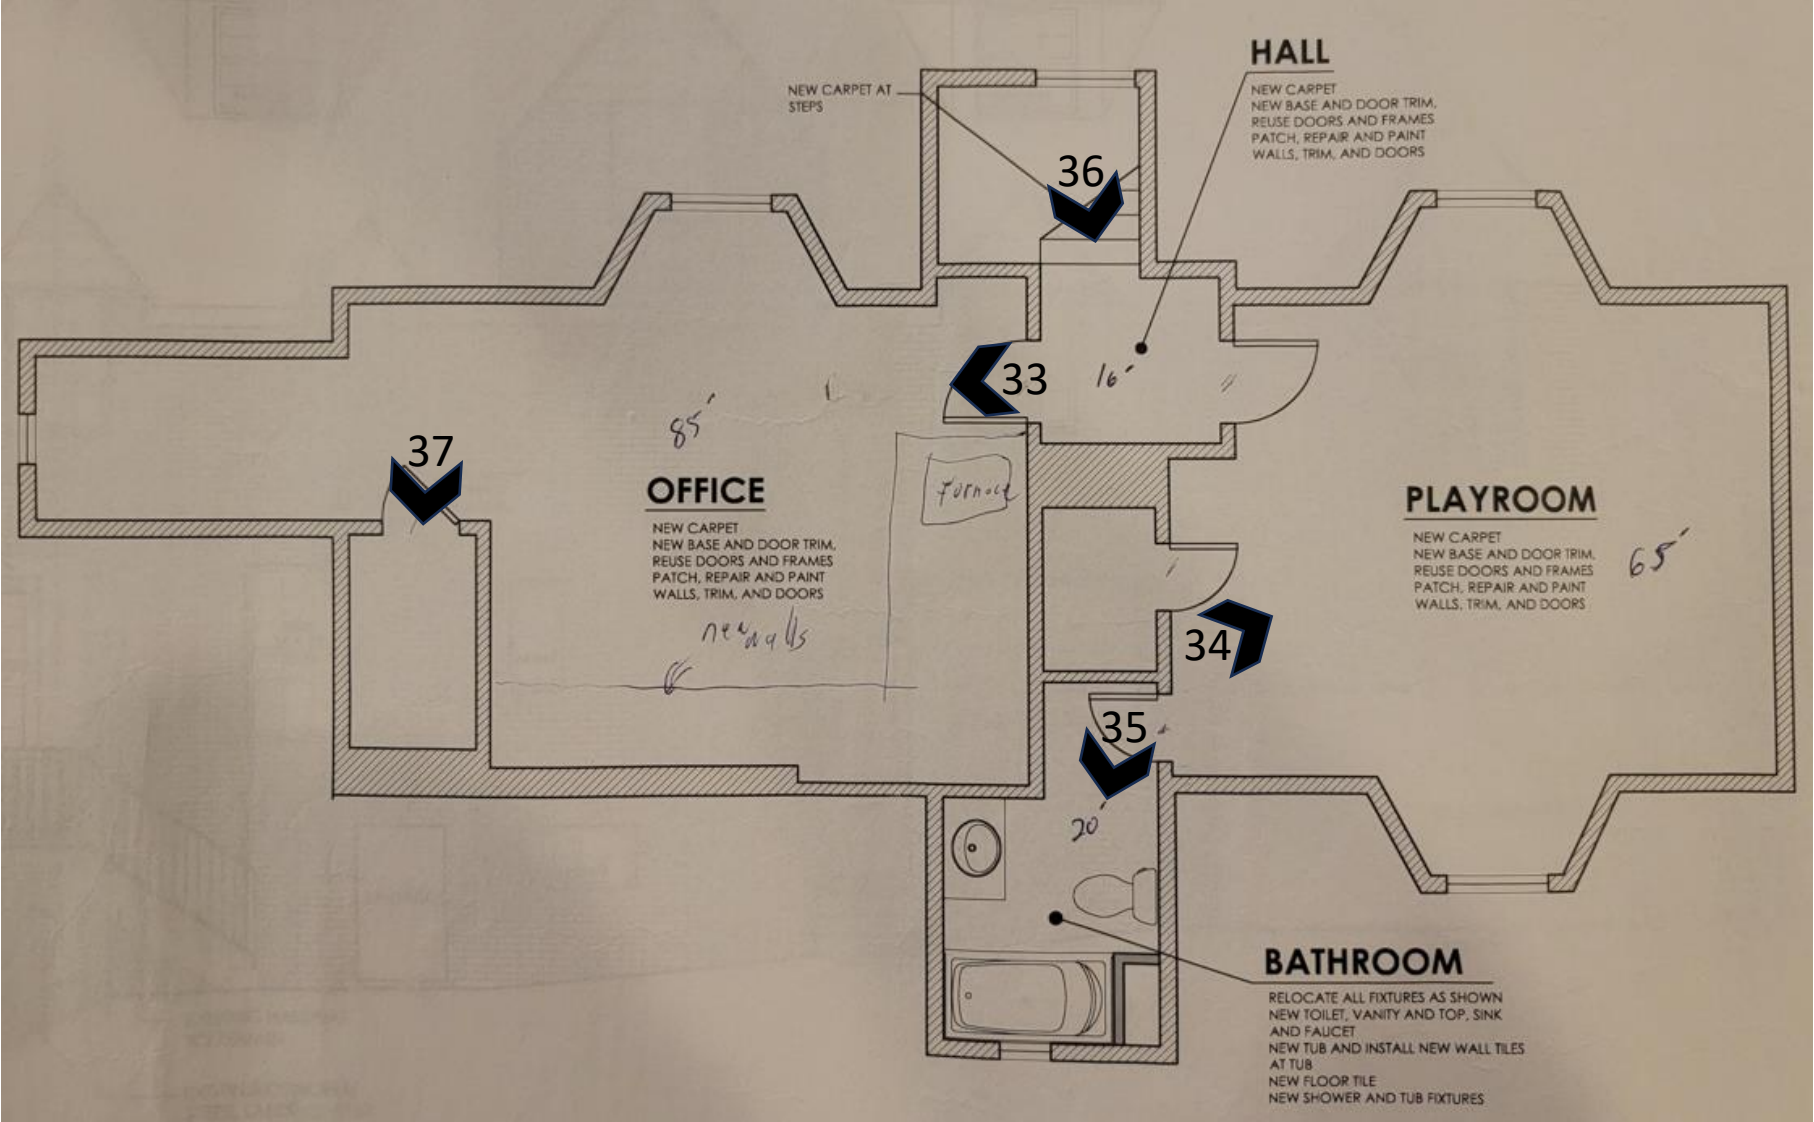 HALL
NEW CARPET
NEW BASE AND DOOR TRIM,
REUSE DOORS AND FRAMES
PATCH, REPAIR AND PAINT
WALLS, TRIM, AND DOORS
NEW CARPET AT
STEPS
36
33
16'
85'
37
OFFICE
NEW CARPET
NEW BASE AND DOOR TRIM,
REUSE DOORS AND FRAMES
PATCH, REPAIR AND PAINT
WALLS, TRIM, AND DOORS
new walls
Furnace
PLAYROOM
NEW CARPET
NEW BASE AND DOOR TRIM,
REUSE DOORS AND FRAMES
PATCH, REPAIR AND PAINT
WALLS, TRIM, AND DOORS
65'
34
35
20'
BATHROOM
RELOCATE ALL FIXTURES AS SHOWN
NEW TOILET, VANITY AND TOP, SINK
AND FAUCET
NEW TUB AND INSTALL NEW WALL TILES
AT TUB
NEW FLOOR TILE
NEW SHOWER AND TUB FIXTURES